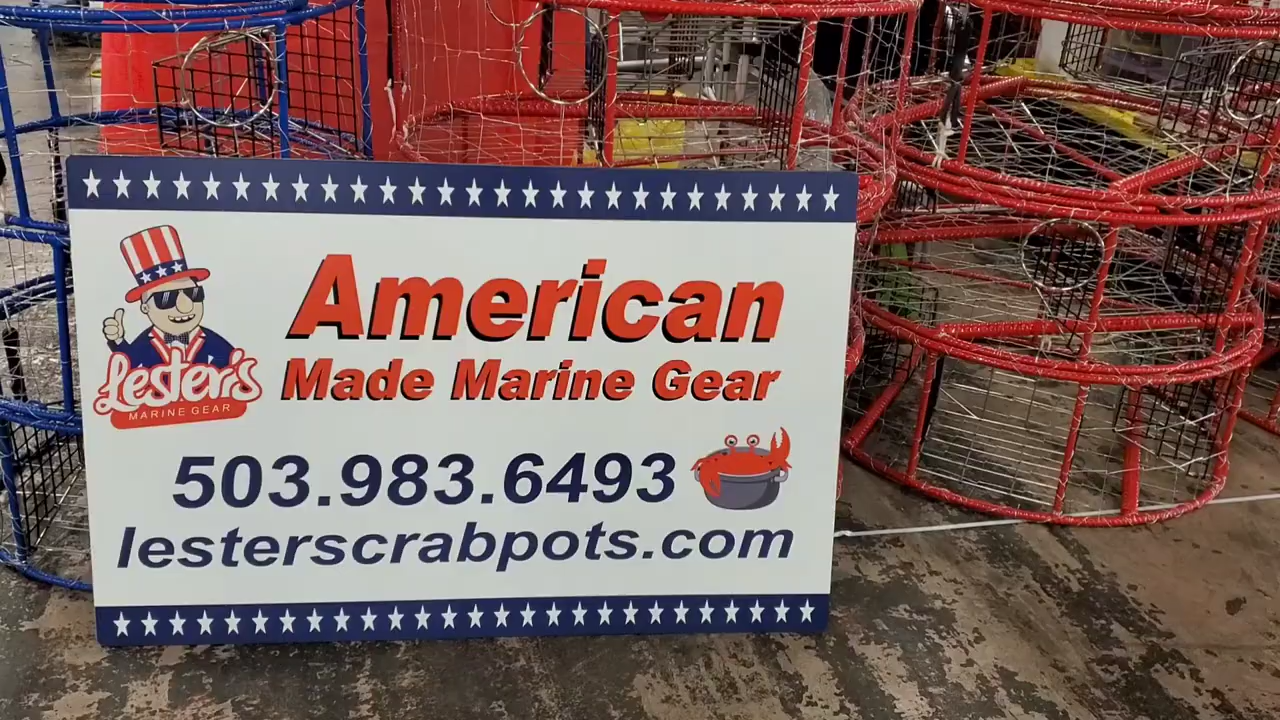 American
Made Marine Gear
Lester's
MARINE GEAR
503.983.6493
lesterscrabpots.com